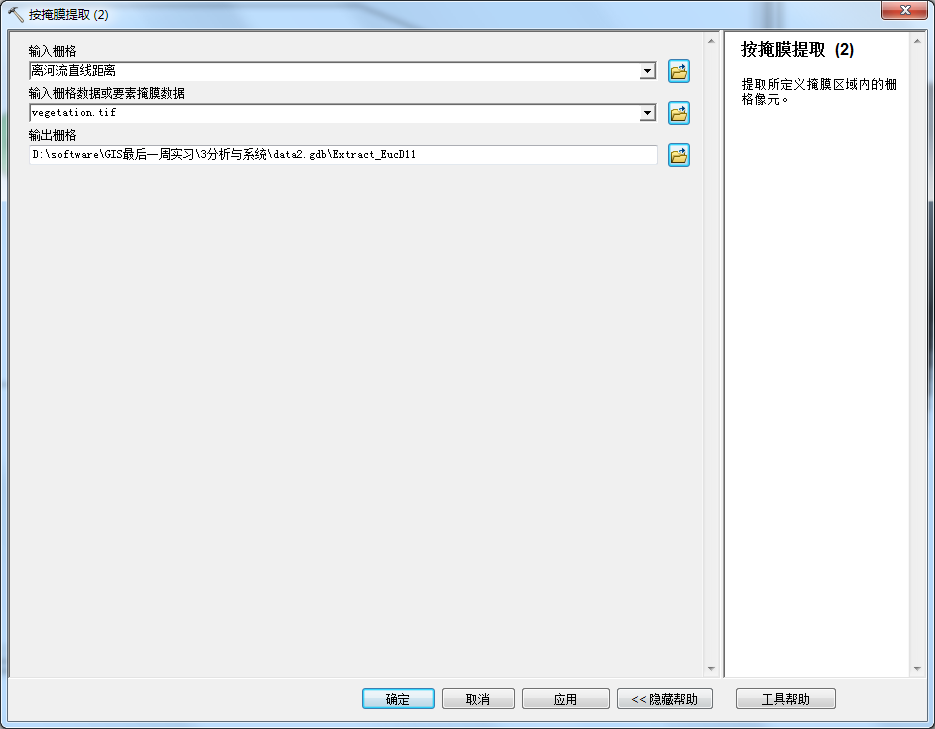 按掩膜提取 (2)
输入栅格
离河流直线距离
输入栅格数据或要素掩膜数据
vegetation.tif
输出栅格
D:\software\GIS最后一周实习\3分析与系统\data2.gdb\Extract_EucD11
按掩膜提取 (2)
提取所定义掩膜区域内的栅
格像元。
确定
取消
应用
<< 隐藏帮助
工具帮助